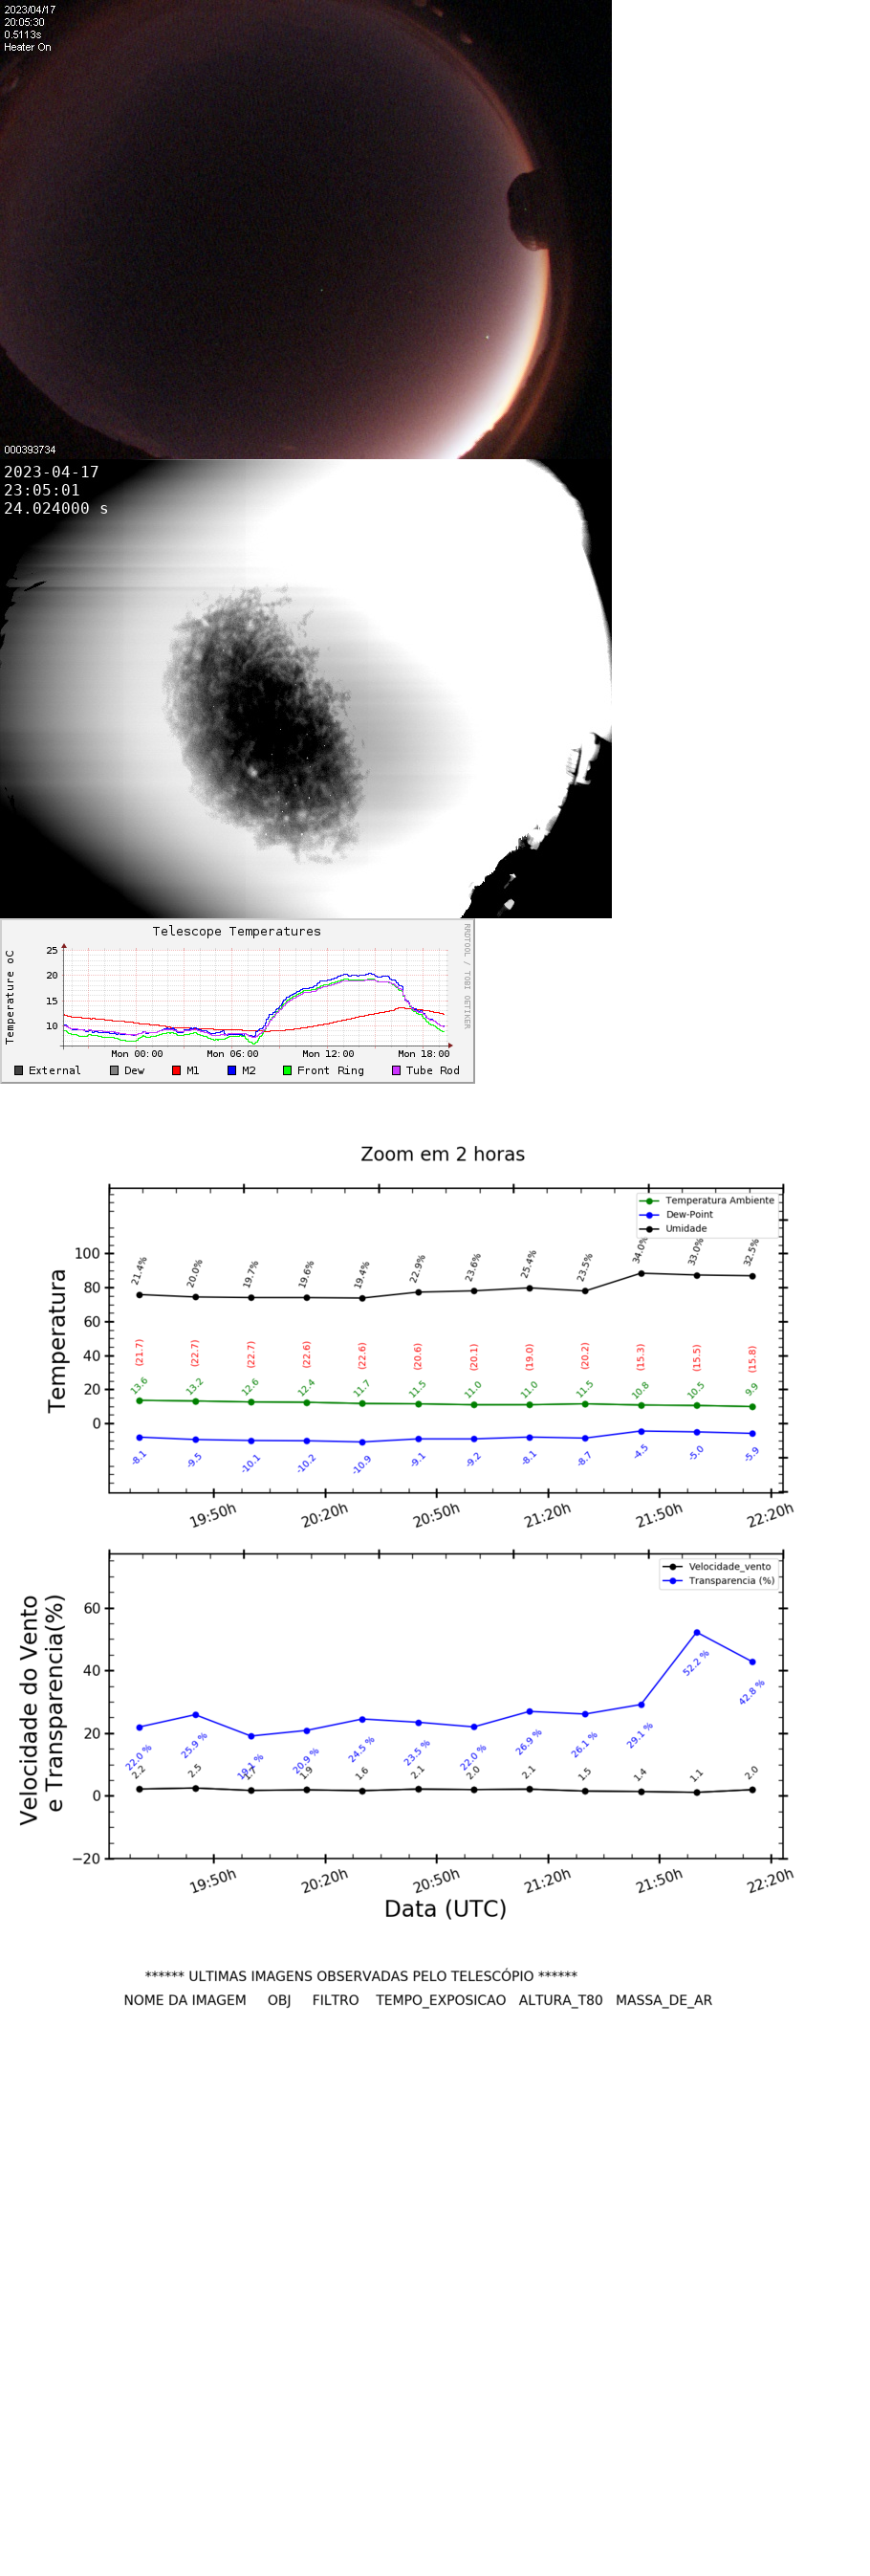 2023/04/17
20:05:30
0.5113s
Heater On
000393734
2023-04-17
23:05:01
24.024000 s
Telescope Temperatures
RRDTOOL / TOBI OETIKER
Temperature oC
25
20
15
10
Mon 00:00 Mon 06:00 Mon 12:00 Mon 18:00
External Dew M1 M2 Front Ring Tube Rod
Zoom em 2 horas
Temperatura Ambiente
Dew-Point
Umidade
Temperatura
100
80
60
40
20
0
21.4% 20.0% 19.7% 19.6% 19.4% 22.9% 23.6% 25.4% 23.5% 34.0% 33.0% 32.5%
(21.7) (22.7) (22.7) (22.6) (22.6) (20.6) (20.1) (19.0) (20.2) (15.3) (15.5) (15.8)
13.6 13.2 12.6 12.4 11.7 11.5 11.0 11.0 11.5 10.8 10.5 9.9
-8.1 -9.5 -10.1 -10.2 -10.9 -9.1 -9.2 -8.1 -8.7 -4.5 -5.0 -5.9
19:50h 20:20h 20:50h 21:20h 21:50h 22:20h
Velocidade_vento
Transparencia (%)
Velocidade do Vento
e Transparencia(%)
60
40
20
0
−20
22.0 % 25.9 % 19.1 % 20.9 % 24.5 % 23.5 % 22.0 % 26.9 % 26.1 % 29.1 % 52.2 % 42.8 %
2.2 2.5 1.7 1.9 1.6 2.1 2.0 2.1 1.5 1.4 1.1 2.0
19:50h 20:20h 20:50h 21:20h 21:50h 22:20h
Data (UTC)
****** ULTIMAS IMAGENS OBSERVADAS PELO TELESCÓPIO ******
NOME DA IMAGEM OBJ FILTRO TEMPO_EXPOSICAO ALTURA_T80 MASSA_DE_AR